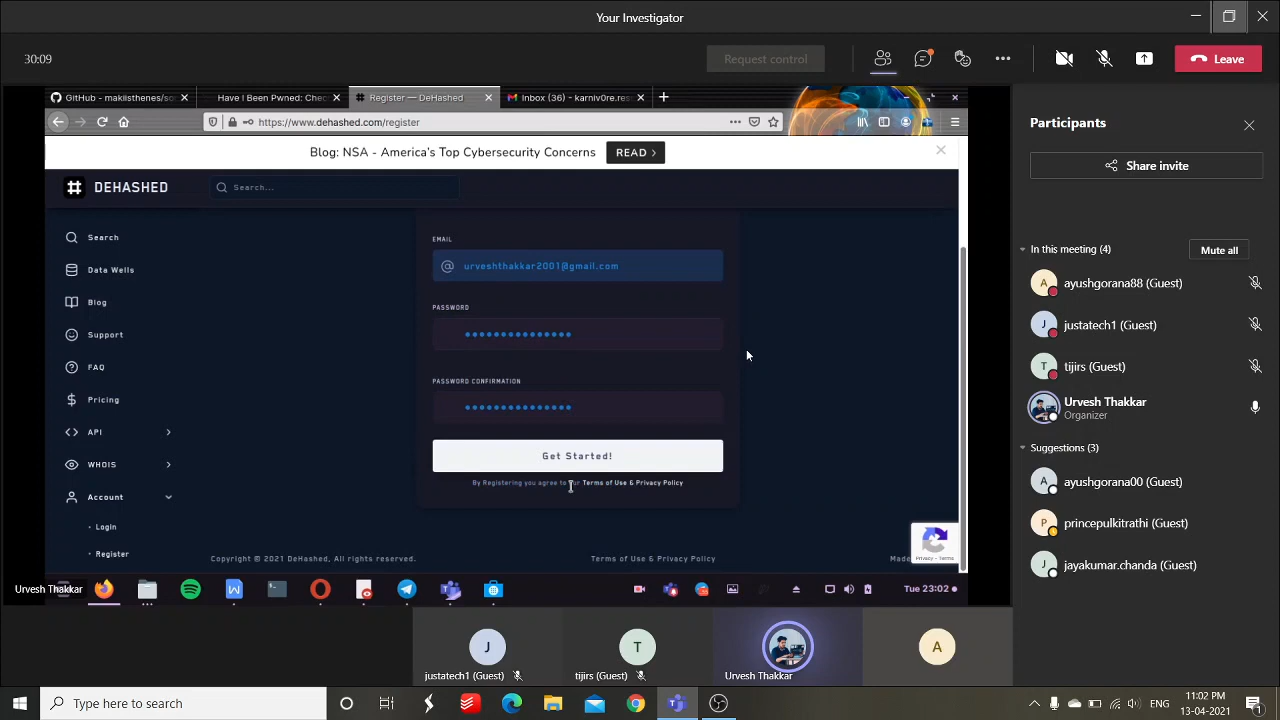 Your Investigator
30:09
Request control
Leave
GitHub - makiisthenes/so
Have I Been Pwned: Chec
Register — DeHashed
Inbox (36) - karniv0re.res
https://www.dehashed.com/register
Blog: NSA - America's Top Cybersecurity Concerns
READ
DEHASHED
Search...
Search
Data Wells
Blog
Support
FAQ
Pricing
API
WHOIS
Account
Login
Register
EMAIL
urveshthakkar2001@gmail.com
PASSWORD
PASSWORD CONFIRMATION
Get Started!
By Registering you agree to our Terms of Use & Privacy Policy
Copyright © 2021 DeHashed, All rights reserved.
Terms of Use & Privacy Policy
Made
Privacy - Terms
Urvesh Thakkar
Tue 23:02
Participants
Share invite
In this meeting (4)
Mute all
A
ayushgorana88 (Guest)
J
justatech1 (Guest)
T
tijirs (Guest)
Urvesh Thakkar
Organizer
Suggestions (3)
A
ayushgorana00 (Guest)
P
princepulkitrathi (Guest)
J
jayakumar.chanda (Guest)
J
justatech1 (Guest)
T
tijirs (Guest)
Urvesh Thakkar
A
Type here to search
11:02 PM
13-04-2021